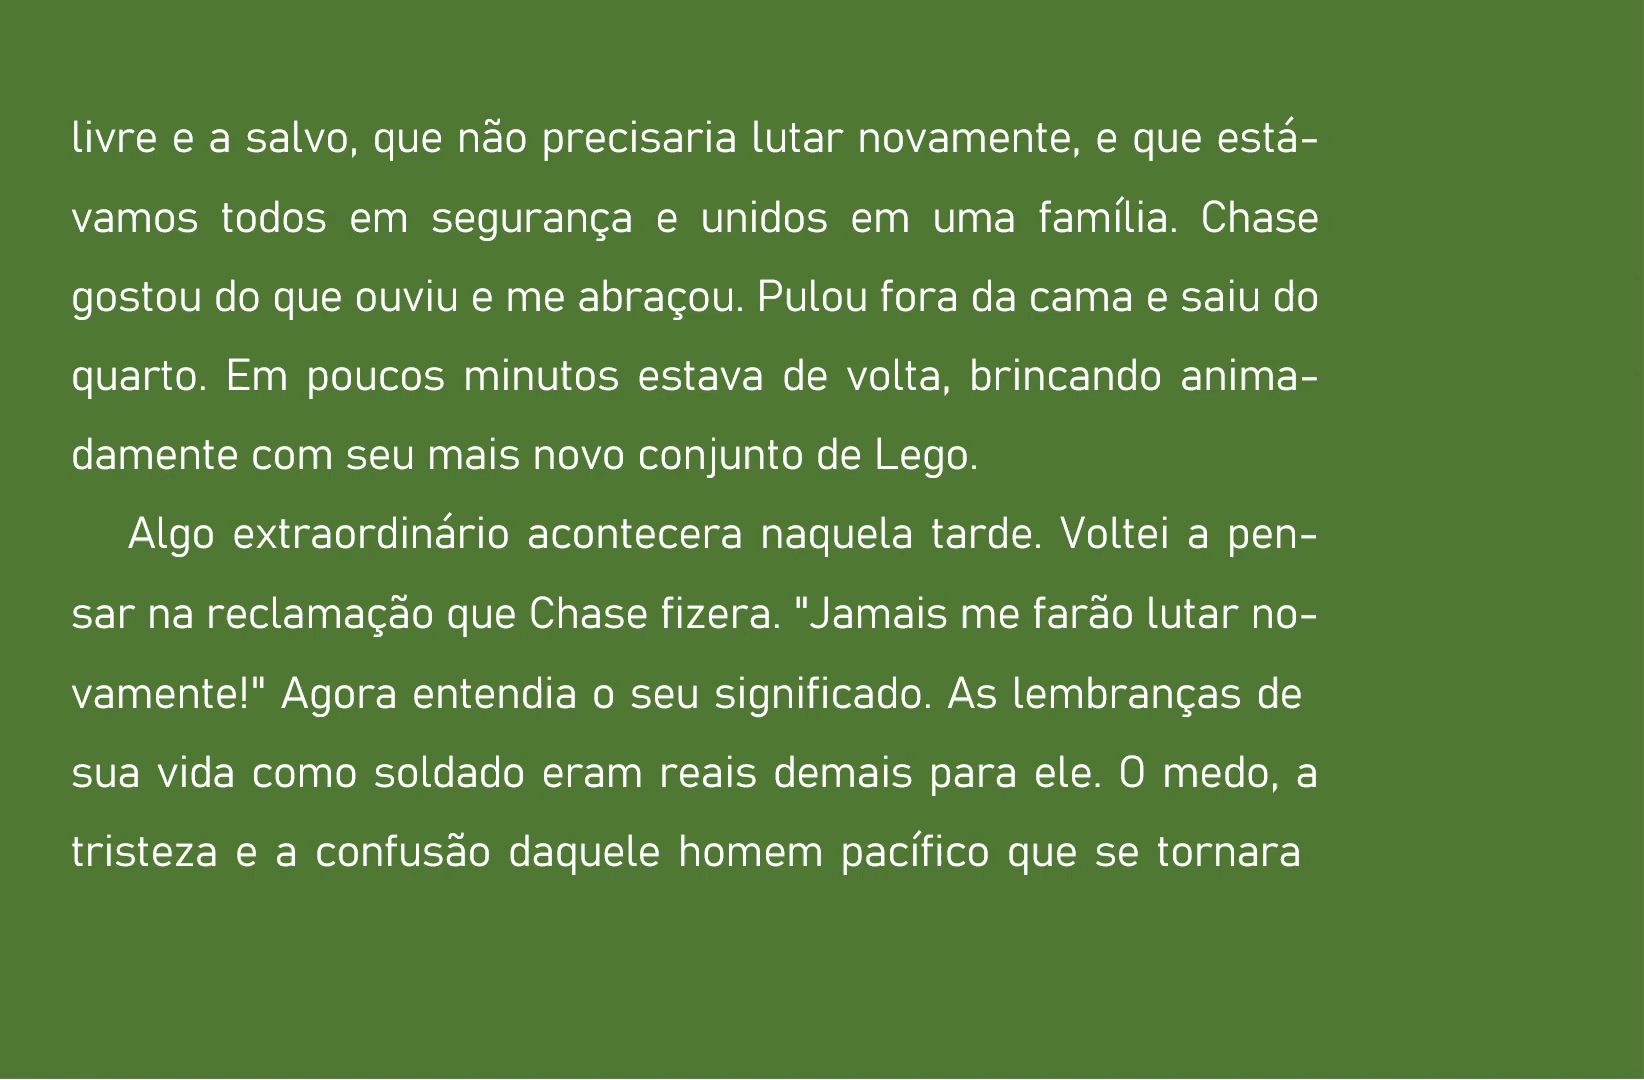 livre e a salvo, que não precisaria lutar novamente, e que está-
vamos todos em segurança e unidos em uma família. Chase
gostou do que ouviu e me abraçou. Pulou fora da cama e saiu do
quarto. Em poucos minutos estava de volta, brincando anima-
damente com seu mais novo conjunto de Lego.
Algo extraordinário acontecera naquela tarde. Voltei a pen-
sar na reclamação que Chase fizera. "Jamais me farão lutar no-
vamente!" Agora entendia o seu significado. As lembranças de
sua vida como soldado eram reais demais para ele. O medo, a
tristeza e a confusão daquele homem pacífico que se tornara